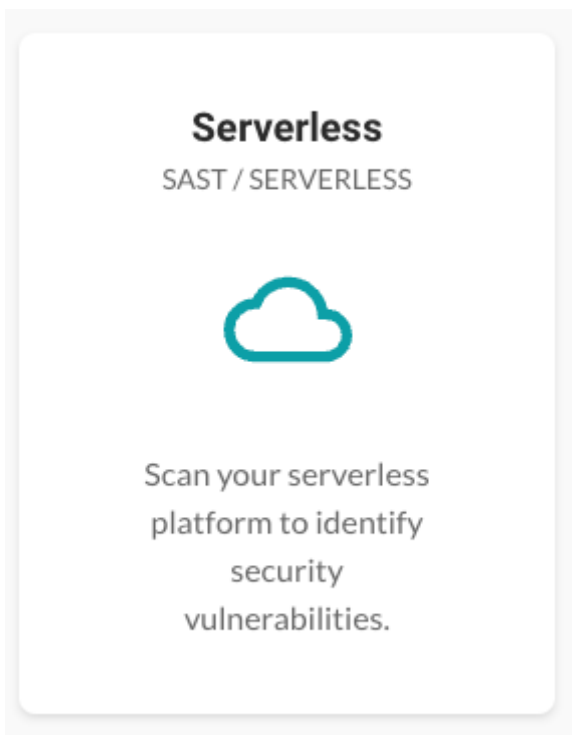 Serverless
SAST / SERVERLESS
Scan your serverless
platform to identify
security
vulnerabilities.